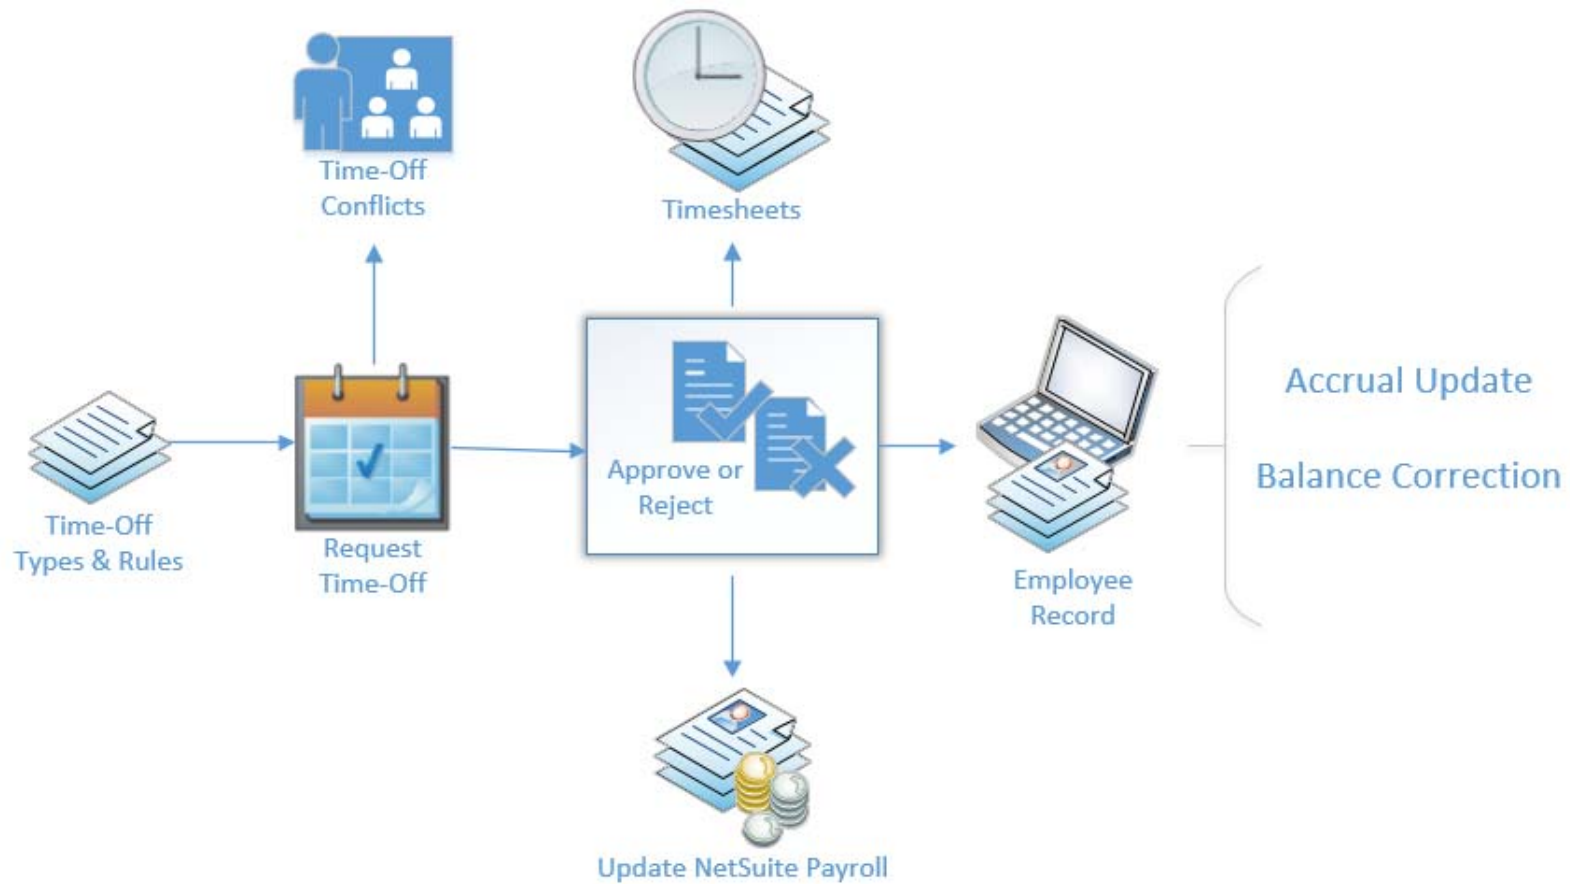 Time-Off
Conflicts
Timesheets
Time-Off
Types & Rules
Request
Time-Off
Approve or
Reject
Employee
Record
Accrual Update
Balance Correction
Update NetSuite Payroll